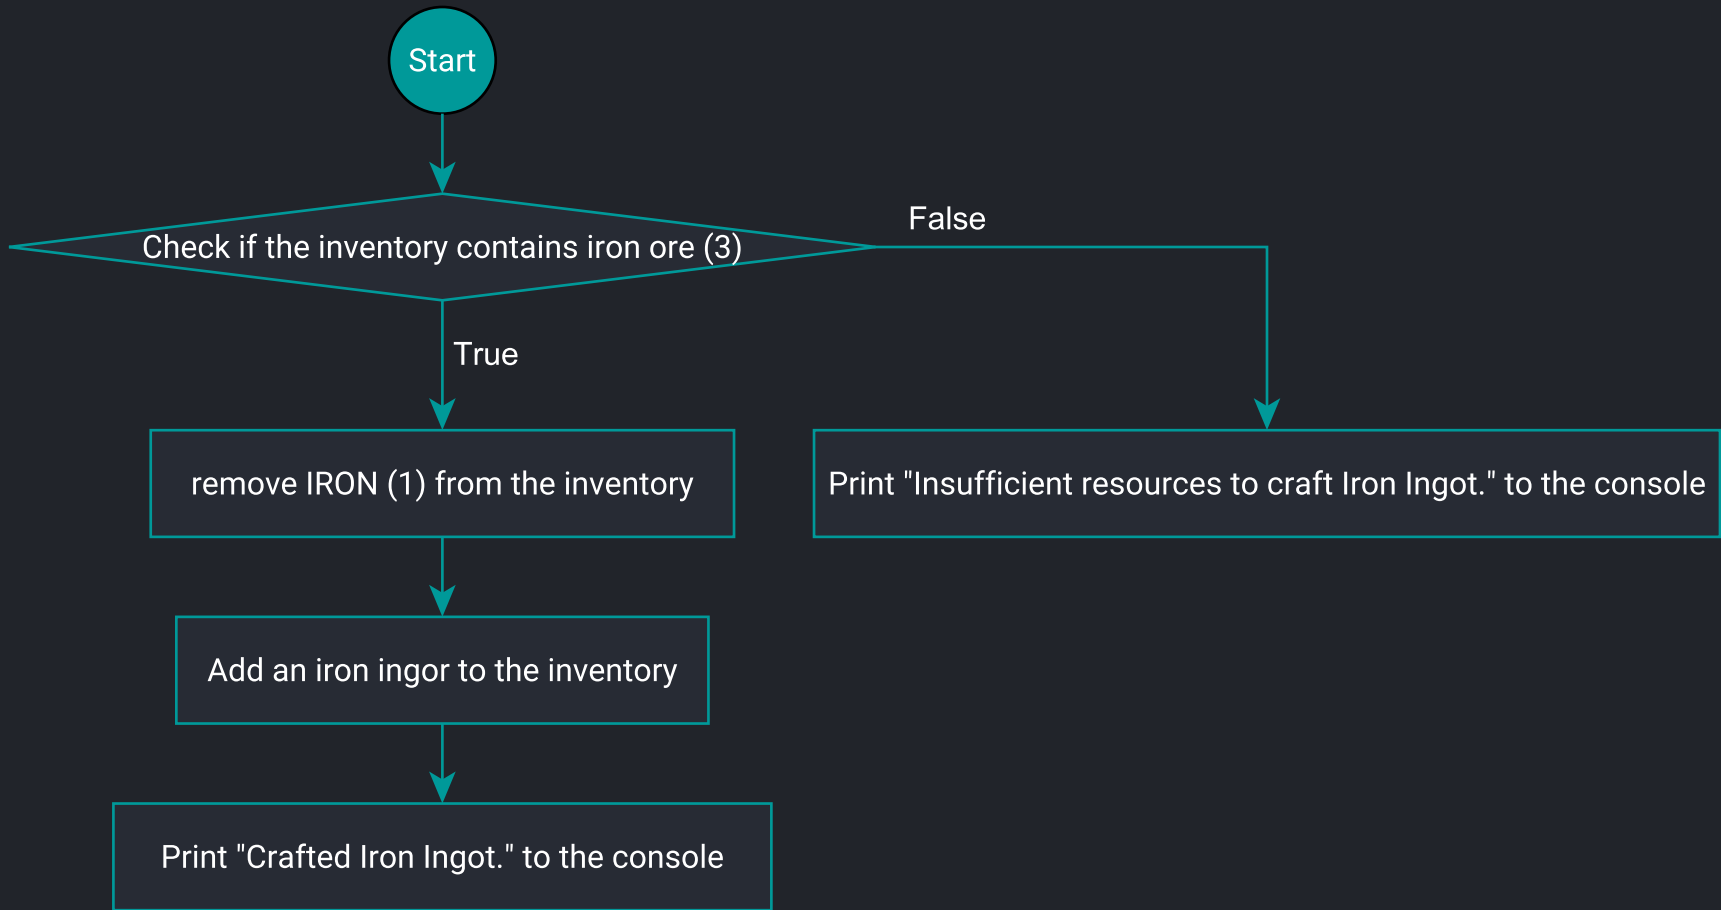 Start
Check if the inventory contains iron ore (3)
False
True
remove IRON (1) from the inventory
Print "Insufficient resources to craft Iron Ingot." to the console
Add an iron ingor to the inventory
Print "Crafted Iron Ingot." to the console